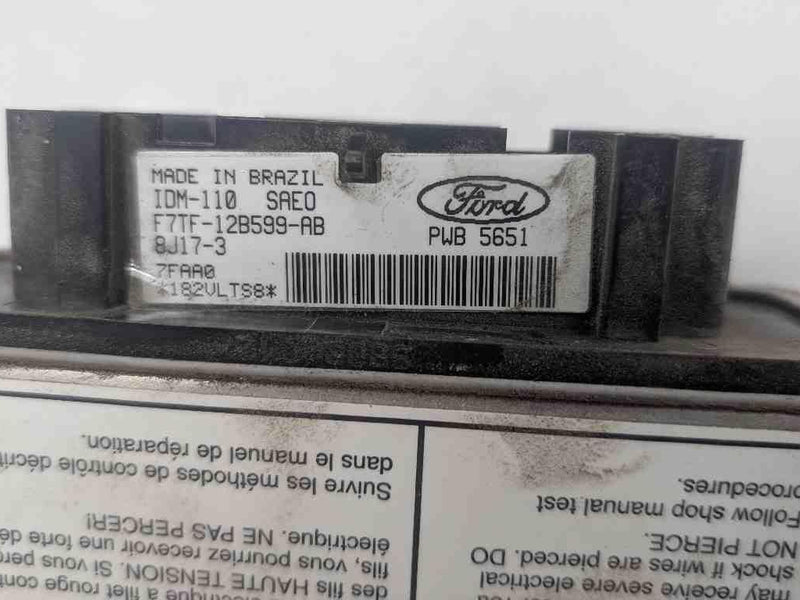 MADE IN BRAZIL
IDM-110 SAE0
F7TF-12B599-AB
8J17-3
7FAA0
*182VLTS8*
Ford
PWB 5651
des fils HAUTE TENSION. Si vous
fils, vous pourriez recevoir une forte
électrique. NE PAS PERCER!
Suivre les méthodes de contrôle
dans le manuel de réparation.
may receive severe electrical
shock if wires are pierced. DO
NOT PIERCE.
Follow shop manual test
procedures.